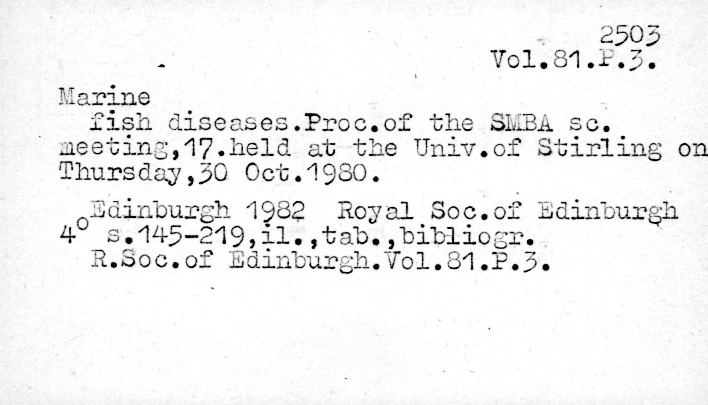 2503
Vol.81.P.3.
Marine
fish diseases.Proc.of the SMBA sc.
meeting,17.held at the Univ.of Stirling on
Thursday,30 Oct.1980.
Edinburgh 1982 Royal Soc.of Edinburgh
4° s.145-219,il.,tab.,bibliogr.
R.Soc.of Edinburgh.Vol.81.P.3.